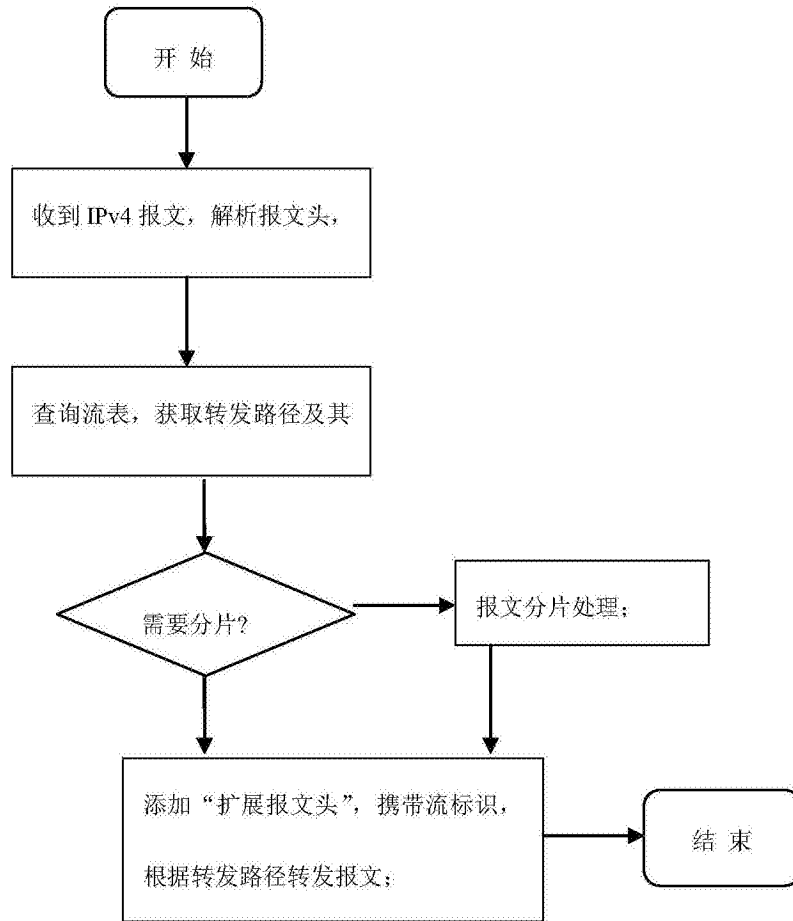 开 始
收到 IPv4 报文，解析报文头，
查询流表，获取转发路径及其
需要分片?
报文分片处理；
添加“扩展报文头”，携带流标识，
根据转发路径转发报文；
结 束